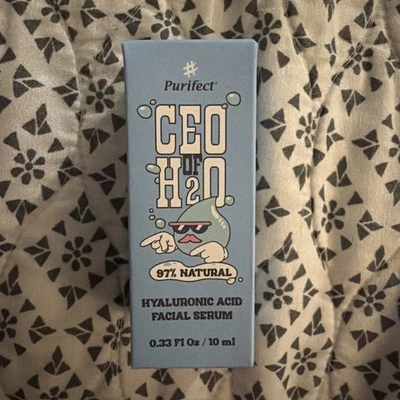 #
Purifect
CEO
OF
H2O
97% NATURAL
HYALURONIC ACID
FACIAL SERUM
0.33 Fl Oz / 10 ml